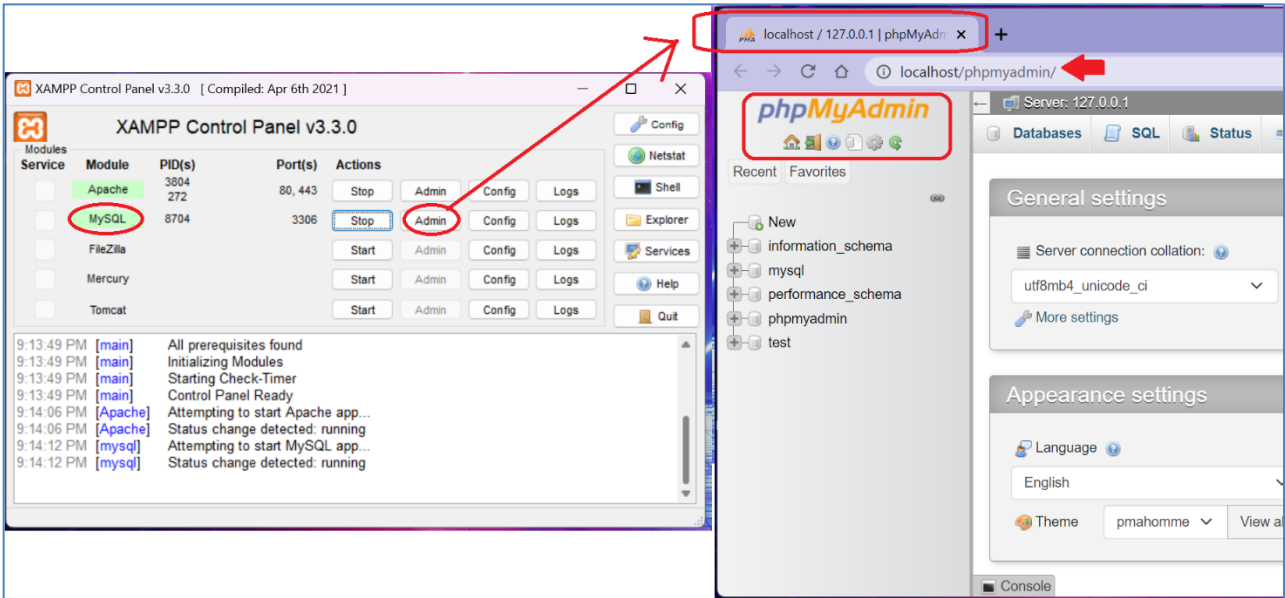 XAMPP Control Panel v3.3.0 [ Compiled: Apr 6th 2021 ]
XAMPP Control Panel v3.3.0
Modules
Service Module PID(s) Port(s) Actions
Apache 3804 272 80, 443 Stop Admin Config Logs
MySQL 8704 3306 Stop Admin Config Logs
FileZilla Start Admin Config Logs
Mercury Start Admin Config Logs
Tomcat Start Admin Config Logs
Config
Netstat
Shell
Explorer
Services
Help
Quit
9:13:49 PM [main] All prerequisites found
9:13:49 PM [main] Initializing Modules
9:13:49 PM [main] Starting Check-Timer
9:13:49 PM [main] Control Panel Ready
9:14:06 PM [Apache] Attempting to start Apache app...
9:14:06 PM [Apache] Status change detected: running
9:14:12 PM [mysql] Attempting to start MySQL app...
9:14:12 PM [mysql] Status change detected: running
PMA localhost / 127.0.0.1 | phpMyAdm
localhost/phpmyadmin/
phpMyAdmin
Recent Favorites
New
information_schema
mysql
performance_schema
phpmyadmin
test
Server: 127.0.0.1
Databases SQL Status
General settings
Server connection collation:
utf8mb4_unicode_ci
More settings
Appearance settings
Language
English
Theme pmahomme View al
Console